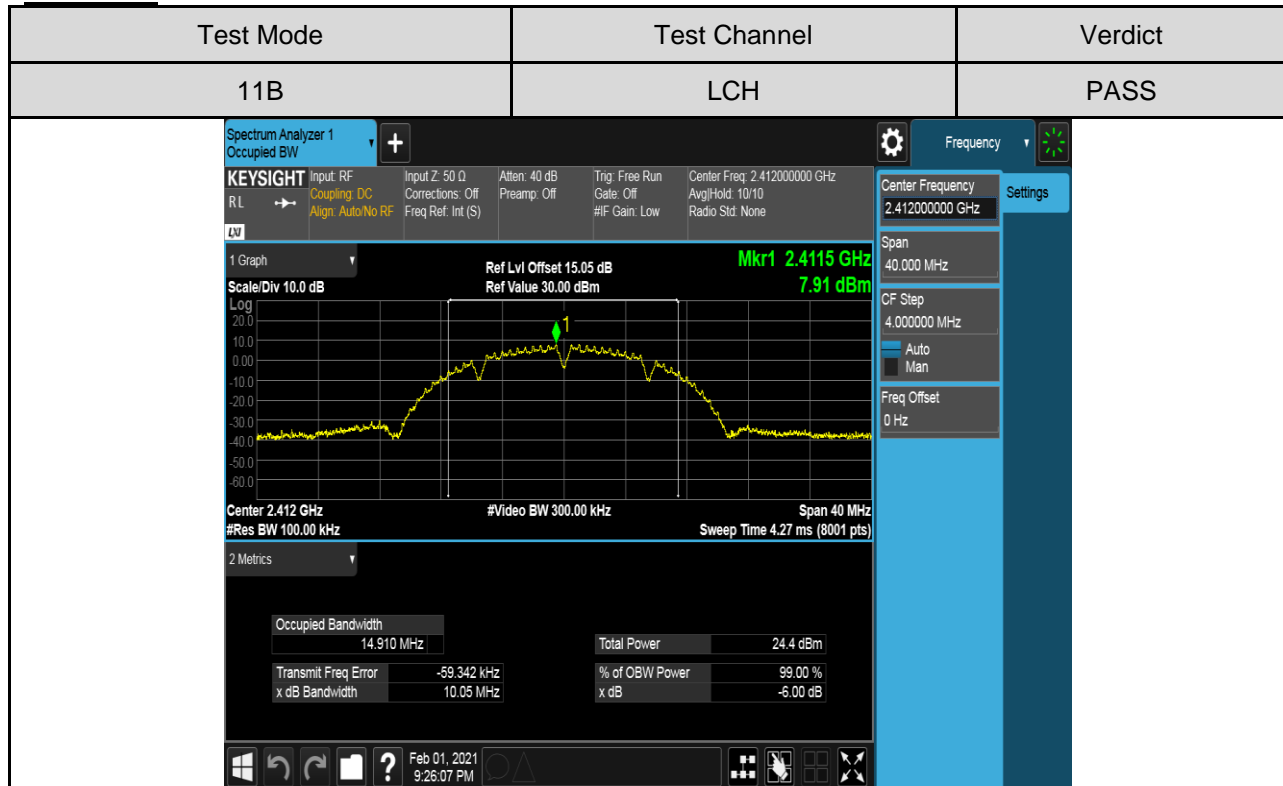 Test Mode Test Channel Verdict
11B LCH PASS
Spectrum Analyzer 1
Occupied BW
+
Frequency
KEYSIGHT Input: RF Input Z: 50 Ω Atten: 40 dB Trig: Free Run Center Freq: 2.412000000 GHz
RL Coupling: DC Corrections: Off Preamp: Off Gate: Off Avg|Hold: 10/10
Align: Auto/No RF Freq Ref: Int (S) #IF Gain: Low Radio Std: None
LXI
Center Frequency
2.412000000 GHz
Settings
Span
40.000 MHz
CF Step
4.000000 MHz
Auto
Man
Freq Offset
0 Hz
1 Graph Ref Lvl Offset 15.05 dB Mkr1 2.4115 GHz
Scale/Div 10.0 dB Ref Value 30.00 dBm 7.91 dBm
Log
20.0
10.0
0.00
-10.0
-20.0
-30.0
-40.0
-50.0
-60.0
1
Center 2.412 GHz #Video BW 300.00 kHz Span 40 MHz
#Res BW 100.00 kHz Sweep Time 4.27 ms (8001 pts)
2 Metrics
Occupied Bandwidth
14.910 MHz Total Power 24.4 dBm
Transmit Freq Error -59.342 kHz % of OBW Power 99.00 %
x dB Bandwidth 10.05 MHz x dB -6.00 dB
? Feb 01, 2021
9:26:07 PM